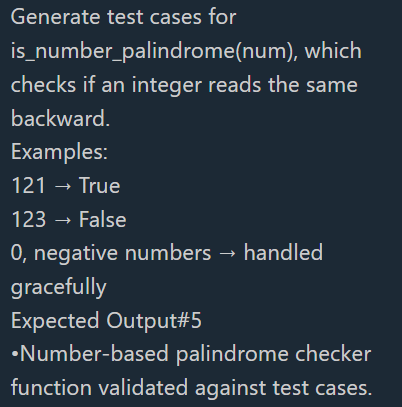 Generate test cases for
is_number_palindrome(num), which
checks if an integer reads the same
backward.
Examples:
121 → True
123 → False
0, negative numbers → handled
gracefully
Expected Output#5
•Number-based palindrome checker
function validated against test cases.